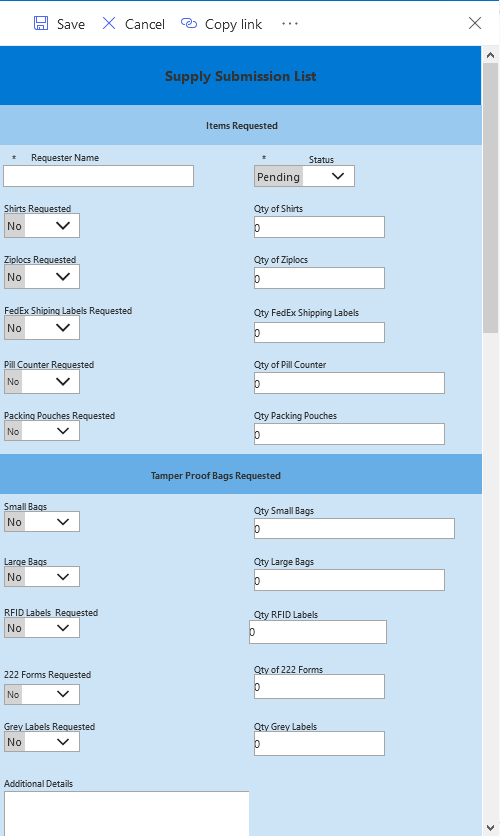 Save Cancel Copy link ...
Supply Submission List
Items Requested
* Requester Name * Status
Pending
Shirts Requested Qty of Shirts
No 0
Ziplocs Requested Qty of Ziplocs
No 0
FedEx Shiping Labels Requested Qty FedEx Shipping Labels
No 0
Pill Counter Requested Qty of Pill Counter
No 0
Packing Pouches Requested Qty Packing Pouches
No 0
Tamper Proof Bags Requested
Small Bags Qty Small Bags
No 0
Large Bags Qty Large Bags
No 0
RFID Labels Requested Qty RFID Labels
No 0
222 Forms Requested Qty of 222 Forms
No 0
Grey Labels Requested Qty Grey Labels
No 0
Additional Details